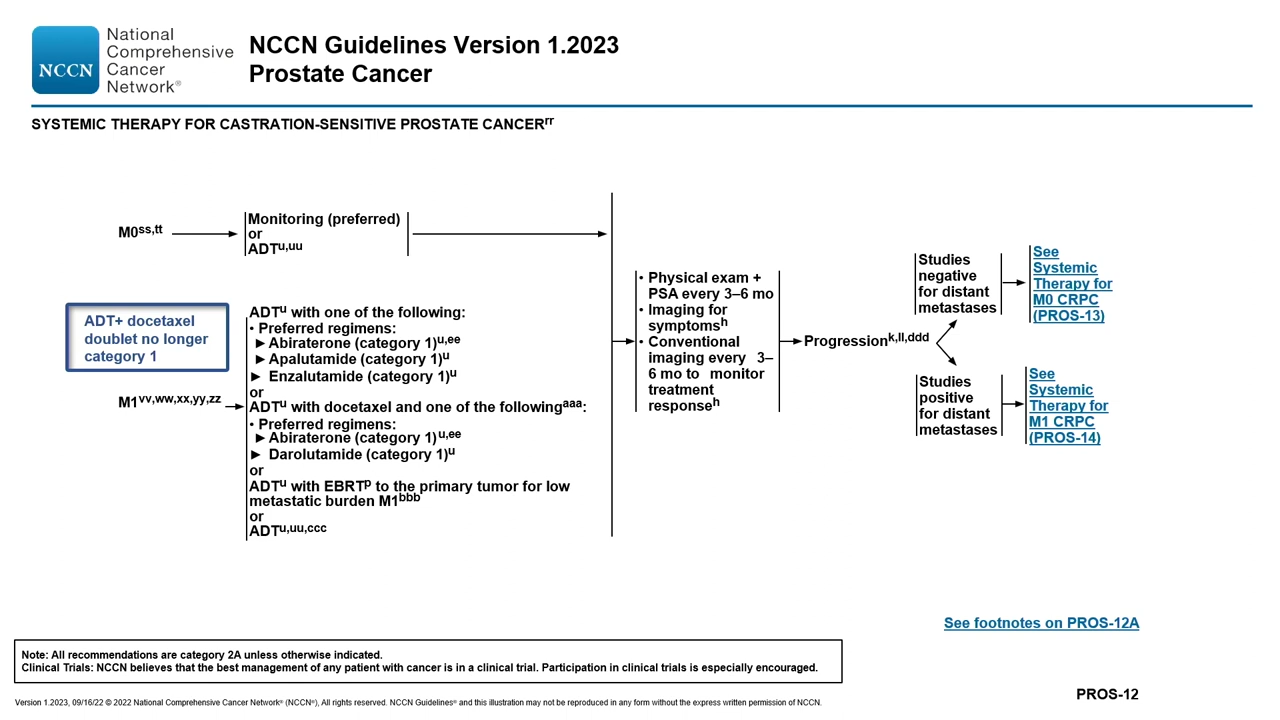 National
Comprehensive
Cancer
Network®
NCCN
NCCN Guidelines Version 1.2023
Prostate Cancer
SYSTEMIC THERAPY FOR CASTRATION-SENSITIVE PROSTATE CANCERrr
M0ss,tt
Monitoring (preferred)
or
ADTu,uu
ADT+ docetaxel
doublet no longer
category 1
M1vv,ww,xx,yy,zz
ADTu with one of the following:
• Preferred regimens:
►Abiraterone (category 1)u,ee
►Apalutamide (category 1)u
► Enzalutamide (category 1)u
or
ADTu with docetaxel and one of the followingaaa:
• Preferred regimens:
►Abiraterone (category 1)u,ee
► Darolutamide (category 1)u
or
ADTu with EBRTp to the primary tumor for low
metastatic burden M1bbb
or
ADTu,uu,ccc
• Physical exam +
PSA every 3–6 mo
• Imaging for
symptomsh
• Conventional
imaging every 3–
6 mo to monitor
treatment
responseh
Progressionk,ll,ddd
Studies
negative
for distant
metastases
See
Systemic
Therapy for
M0 CRPC
(PROS-13)
Studies
positive
for distant
metastases
See
Systemic
Therapy for
M1 CRPC
(PROS-14)
See footnotes on PROS-12A
Note: All recommendations are category 2A unless otherwise indicated.
Clinical Trials: NCCN believes that the best management of any patient with cancer is in a clinical trial. Participation in clinical trials is especially encouraged.
PROS-12
Version 1.2023, 09/16/22 © 2022 National Comprehensive Cancer Network® (NCCN®), All rights reserved. NCCN Guidelines® and this illustration may not be reproduced in any form without the express written permission of NCCN.